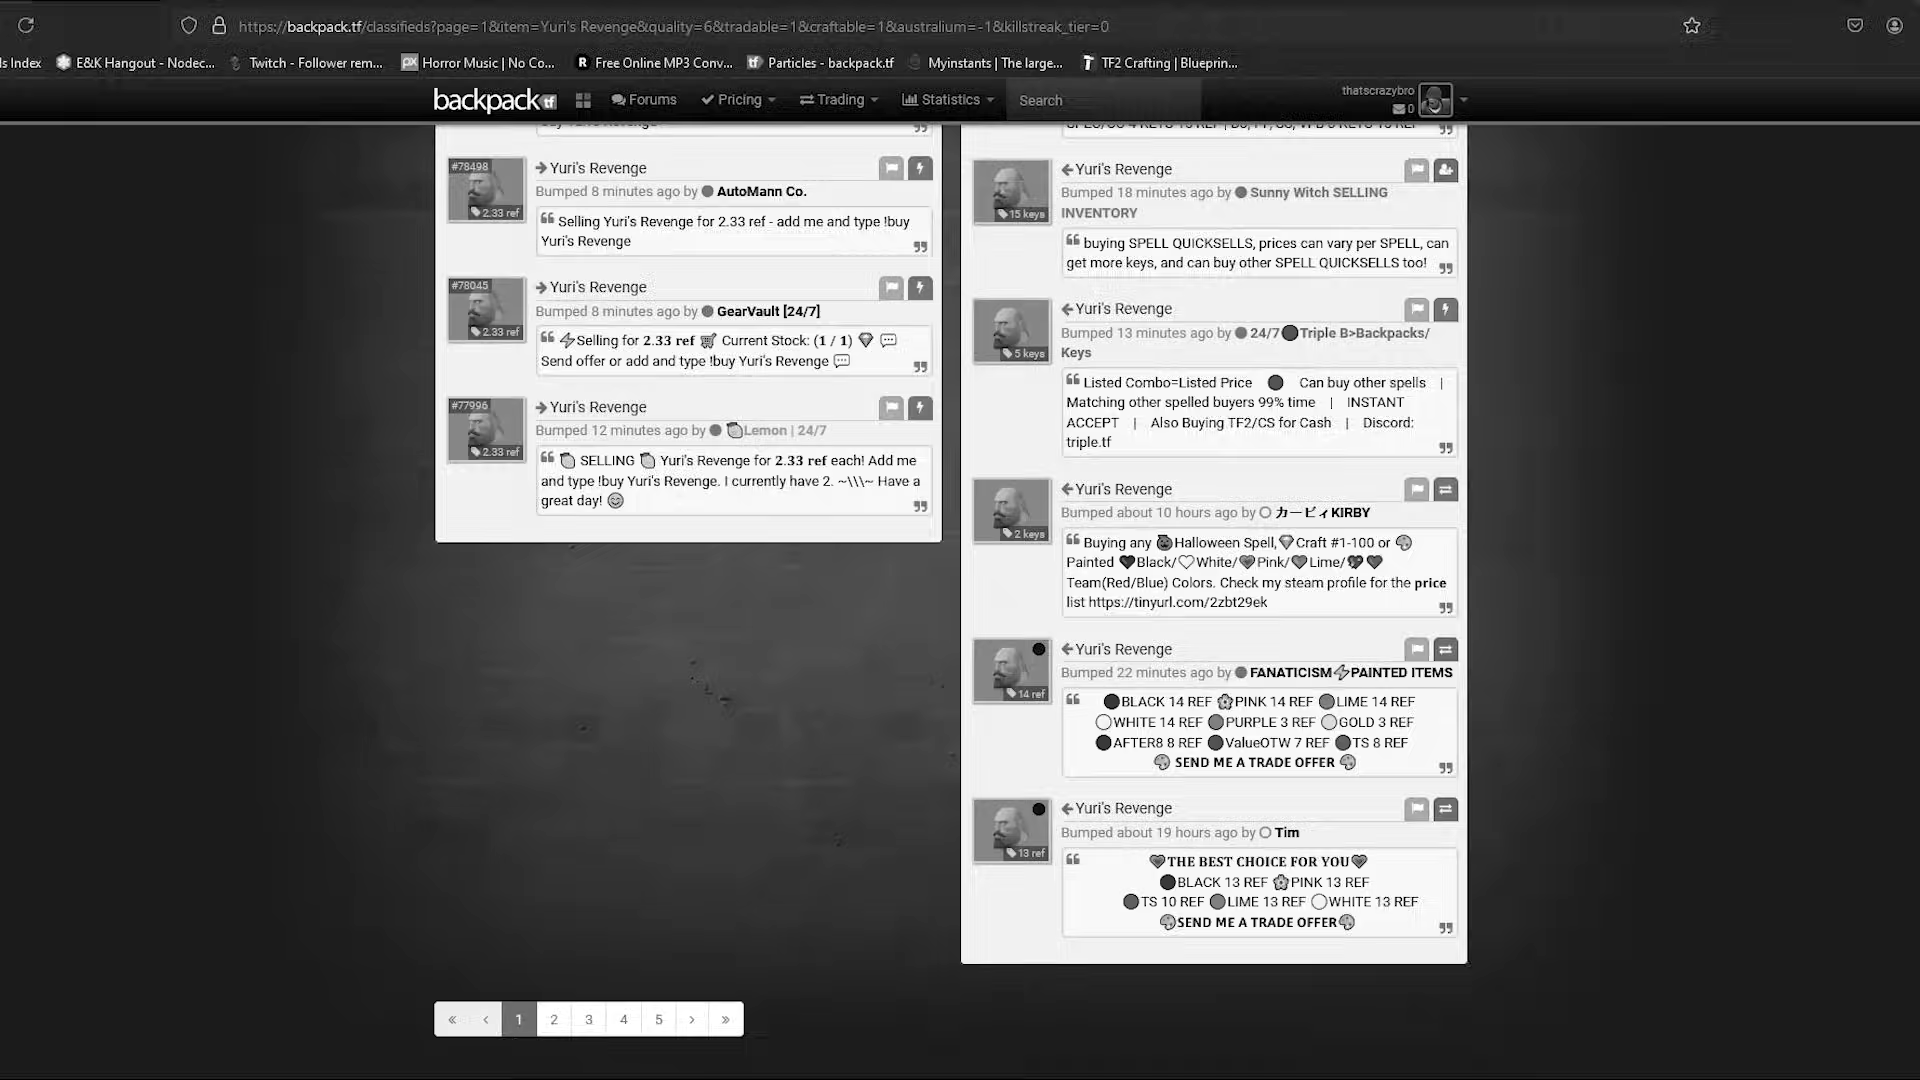 https://backpack.tf/classifieds?page=1&item=Yuri's Revenge&quality=6&tradable=1&craftable=1&australium=-1&killstreak_tier=0
ls Index
E&K Hangout - Nodec...
Twitch - Follower rem...
Horror Music | No Co...
Free Online MP3 Conv...
Particles - backpack.tf
Myinstants | The large...
TF2 Crafting | Blueprin...
backpack tf
Forums
Pricing
Trading
Statistics
Search
thatscrazybro
0
#78498
2.33 ref
Yuri's Revenge
Bumped 8 minutes ago by AutoMann Co.
Selling Yuri's Revenge for 2.33 ref - add me and type !buy
Yuri's Revenge
#78045
2.33 ref
Yuri's Revenge
Bumped 8 minutes ago by GearVault [24/7]
⚡Selling for 2.33 ref 🛒 Current Stock: (1 / 1) 💎 💬
Send offer or add and type !buy Yuri's Revenge 💬
#77996
2.33 ref
Yuri's Revenge
Bumped 12 minutes ago by 🍋Lemon | 24/7
🍋 SELLING 🍋 Yuri's Revenge for 2.33 ref each! Add me
and type !buy Yuri's Revenge. I currently have 2. ~\\\~ Have a
great day! 😊
15 keys
Yuri's Revenge
Bumped 18 minutes ago by Sunny Witch SELLING
INVENTORY
buying SPELL QUICKSELLS, prices can vary per SPELL, can
get more keys, and can buy other SPELL QUICKSELLS too!
5 keys
Yuri's Revenge
Bumped 13 minutes ago by 24/7⚫Triple B>Backpacks/
Keys
Listed Combo=Listed Price ⚫ Can buy other spells |
Matching other spelled buyers 99% time | INSTANT
ACCEPT | Also Buying TF2/CS for Cash | Discord:
triple.tf
2 keys
Yuri's Revenge
Bumped about 10 hours ago by カービィKIRBY
Buying any 🎃Halloween Spell,💎Craft #1-100 or 🎨
Painted 🖤Black/🤍White/💗Pink/💚Lime/💙❤
Team(Red/Blue) Colors. Check my steam profile for the price
list https://tinyurl.com/2zbt29ek
14 ref
Yuri's Revenge
Bumped 22 minutes ago by FANATICISM⚡PAINTED ITEMS
⚫BLACK 14 REF 🌸PINK 14 REF 🟢LIME 14 REF
⚪WHITE 14 REF 🟣PURPLE 3 REF 🟡GOLD 3 REF
⚫AFTER8 8 REF ⚫ValueOTW 7 REF ⚫TS 8 REF
🎨 SEND ME A TRADE OFFER 🎨
13 ref
Yuri's Revenge
Bumped about 19 hours ago by Tim
💗THE BEST CHOICE FOR YOU💗
⚫BLACK 13 REF 🌸PINK 13 REF
⚫TS 10 REF 🟢LIME 13 REF ⚪WHITE 13 REF
🎨SEND ME A TRADE OFFER🎨
« ‹ 1 2 3 4 5 › »